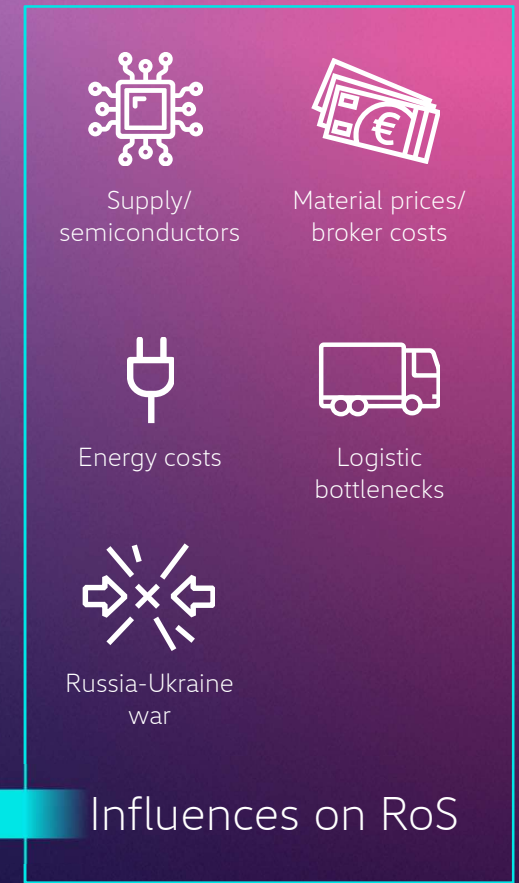 Supply/
semiconductors
Material prices/
broker costs
€
Energy costs
Logistic
bottlenecks
Russia-Ukraine
war
Influences on RoS